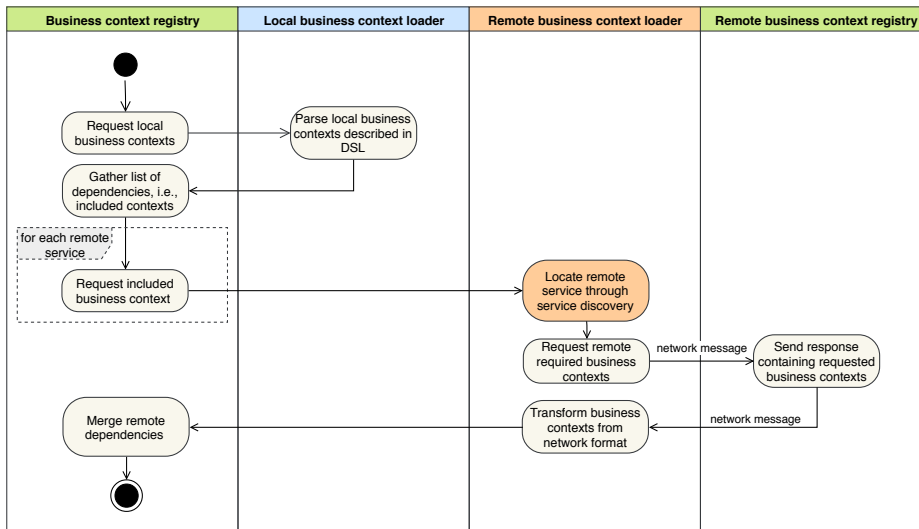 Business context registry
Local business context loader
Remote business context loader
Remote business context registry
Request local
business contexts
Parse local business
contexts described in
DSL
Gather list of
dependencies, i.e.,
included contexts
for each remote
service
Request included
business context
Locate remote
service through
service discovery
Request remote
required business
contexts
network message
Send response
containing requested
business contexts
network message
Transform business
contexts from
network format
Merge remote
dependencies